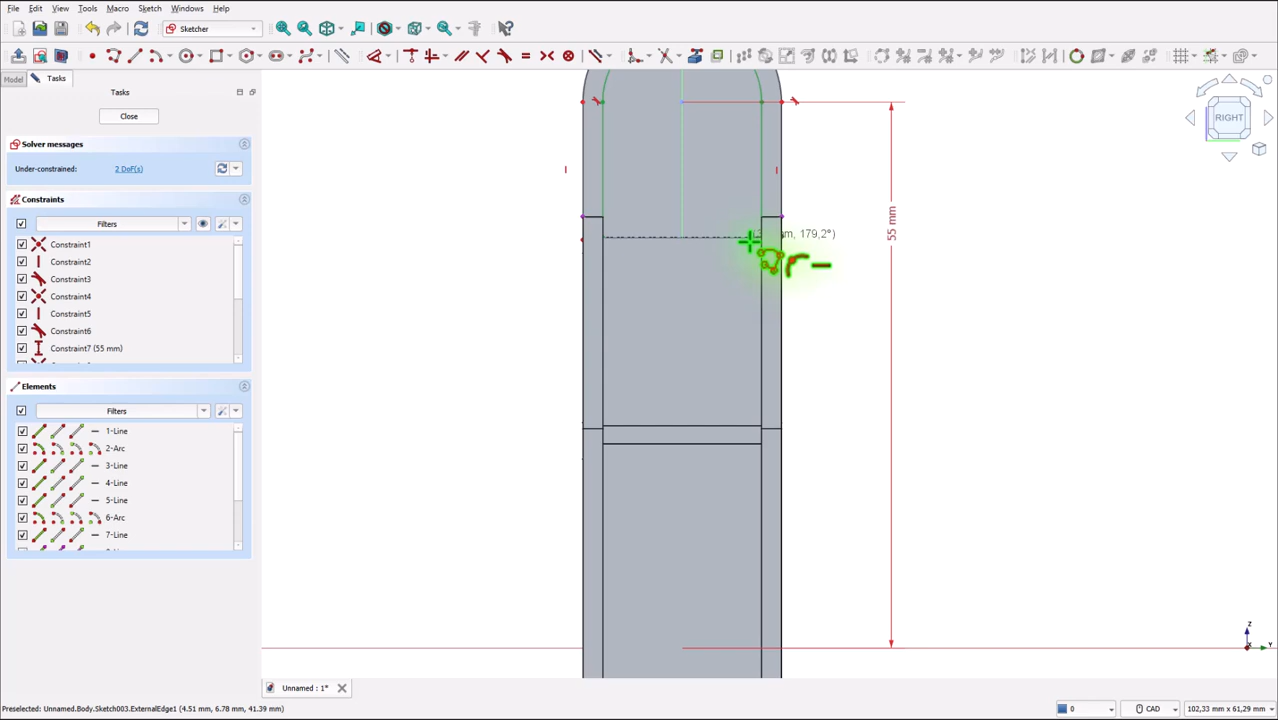 File Edit View Tools Sketch Windows Help
Sketcher
Model Tasks
Tasks
Close
Solver messages
Under-constrained: 2 DoF(s)
Constraints
Filters
Constraint1
Constraint2
Constraint3
Constraint4
Constraint5
Constraint6
Constraint7 (55 mm)
Elements
Filters
1-Line
2-Arc
3-Line
4-Line
5-Line
6-Arc
7-Line
RIGHT
55 mm
179,2°)
Z
X Y
Unnamed : 1*
Preselected: Unnamed.Body.Sketch003.ExternalEdge1 (4.51 mm, 6.78 mm, 41.39 mm)
0 CAD 102,33 mm x 61,29 mm